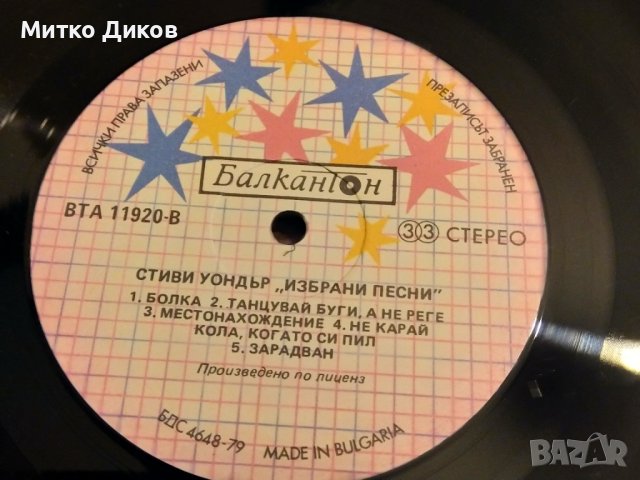 Митко Диков
ВСИЧКИ ПРАВА ЗАПАЗЕНИ
ПРЕЗАПИСЪТ ЗАБРАНЕН
Балкантон
ВТА 11920-В
33 СТЕРЕО
СТИВИ УОНДЪР „ИЗБРАНИ ПЕСНИ"
1. БОЛКА 2. ТАНЦУВАЙ БУГИ, А НЕ РЕГЕ
3. МЕСТОНАХОЖДЕНИЕ 4. НЕ КАРАЙ
КОЛА, КОГАТО СИ ПИЛ
5. ЗАРАДВАН
Произведено по лиценз
БДС 4648-79 MADE IN BULGARIA
BAZAR